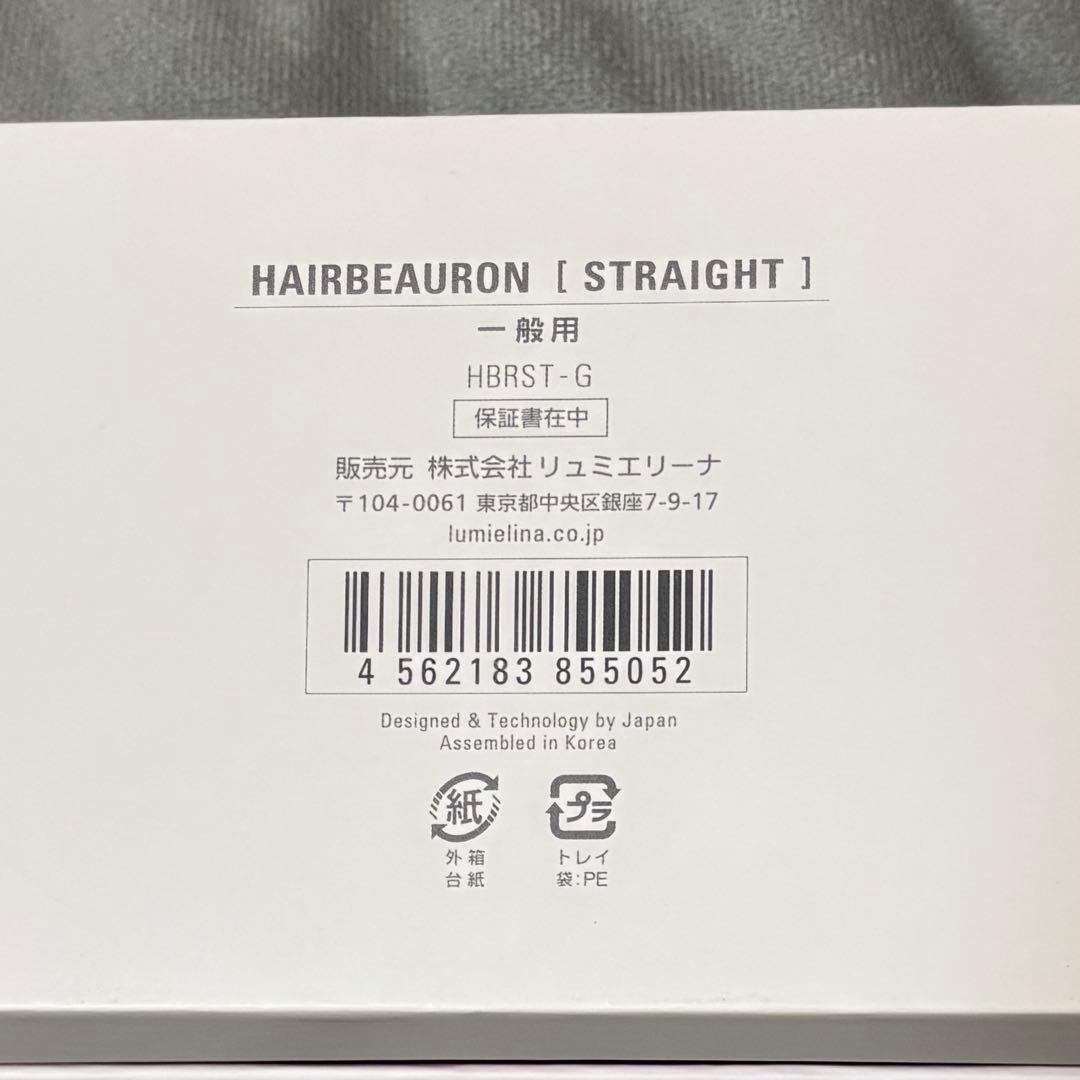 HAIRBEAURON [ STRAIGHT ]
一般用
HBRST-G
保証書在中
販売元 株式会社リュミエリーナ
〒104-0061 東京都中央区銀座7-9-17
lumielina.co.jp
4 562183 855052
Designed & Technology by Japan
Assembled in Korea
紙
外箱
台紙
プラ
トレイ
袋:PE